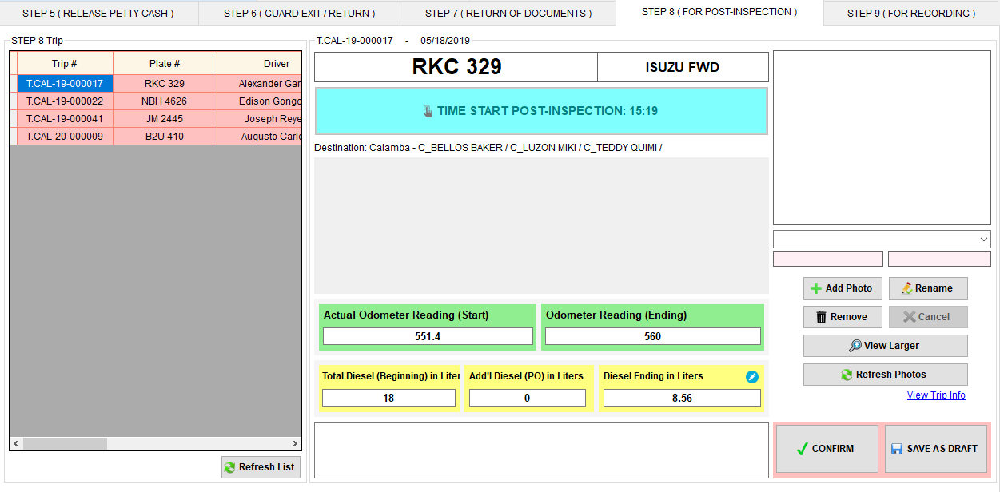 STEP 5 ( RELEASE PETTY CASH )
STEP 6 ( GUARD EXIT / RETURN )
STEP 7 ( RETURN OF DOCUMENTS )
STEP 8 ( FOR POST-INSPECTION )
STEP 9 ( FOR RECORDING )
STEP 8 Trip
Trip # Plate # Driver
T.CAL-19-000017 RKC 329 Alexander Gar
T.CAL-19-000022 NBH 4626 Edison Gongo
T.CAL-19-000041 JM 2445 Joseph Reye
T.CAL-20-000009 B2U 410 Augusto Carlo
Refresh List
T.CAL-19-000017 - 05/18/2019
RKC 329 ISUZU FWD
TIME START POST-INSPECTION: 15:19
Destination: Calamba - C_BELLOS BAKER / C_LUZON MIKI / C_TEDDY QUIMI /
Actual Odometer Reading (Start)
551.4
Odometer Reading (Ending)
560
Total Diesel (Beginning) in Liter
18
Add'l Diesel (PO) in Liters
0
Diesel Ending in Liters
8.56
Add Photo
Rename
Remove
Cancel
View Larger
Refresh Photos
View Trip Info
CONFIRM
SAVE AS DRAFT